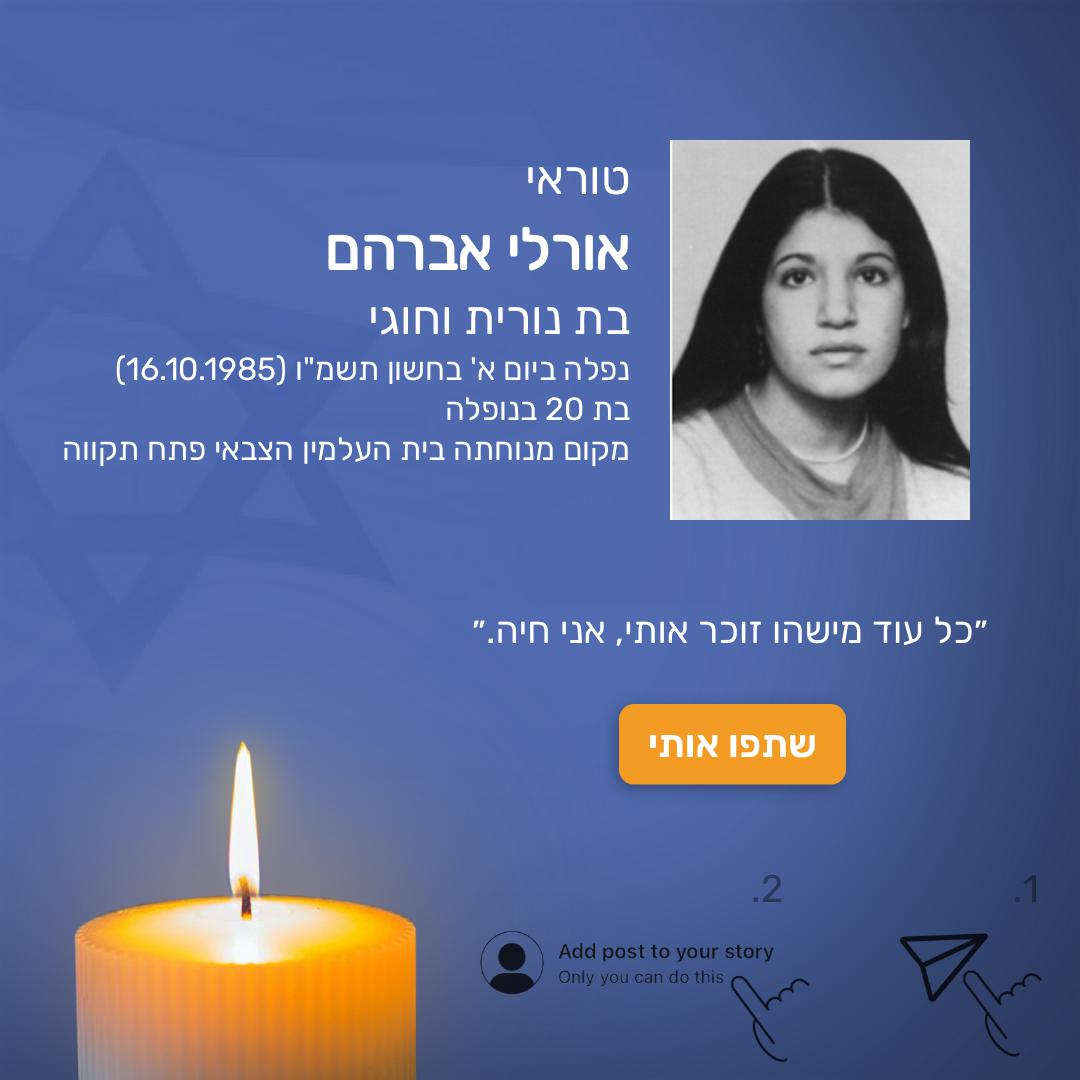 טוראי
אורלי אברהם
בת נורית וחוגי
נפלה ביום א' בחשון תשמ"ו (16.10.1985)
בת 20 בנופלה
מקום מנוחתה בית העלמין הצבאי פתח תקווה
״כל עוד מישהו זוכר אותי, אני חיה.״
שתפו אותי
.1
.2
Add post to your story
Only you can do this